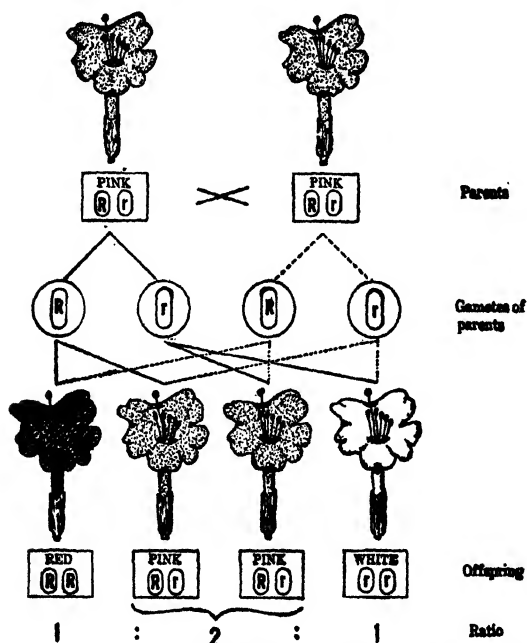 PINK PINK
R r R r Parents
R r R r Gametes of
parents
RED PINK PINK WHITE
R R R r R r r r Offspring
1 : 2 : 1 Ratio